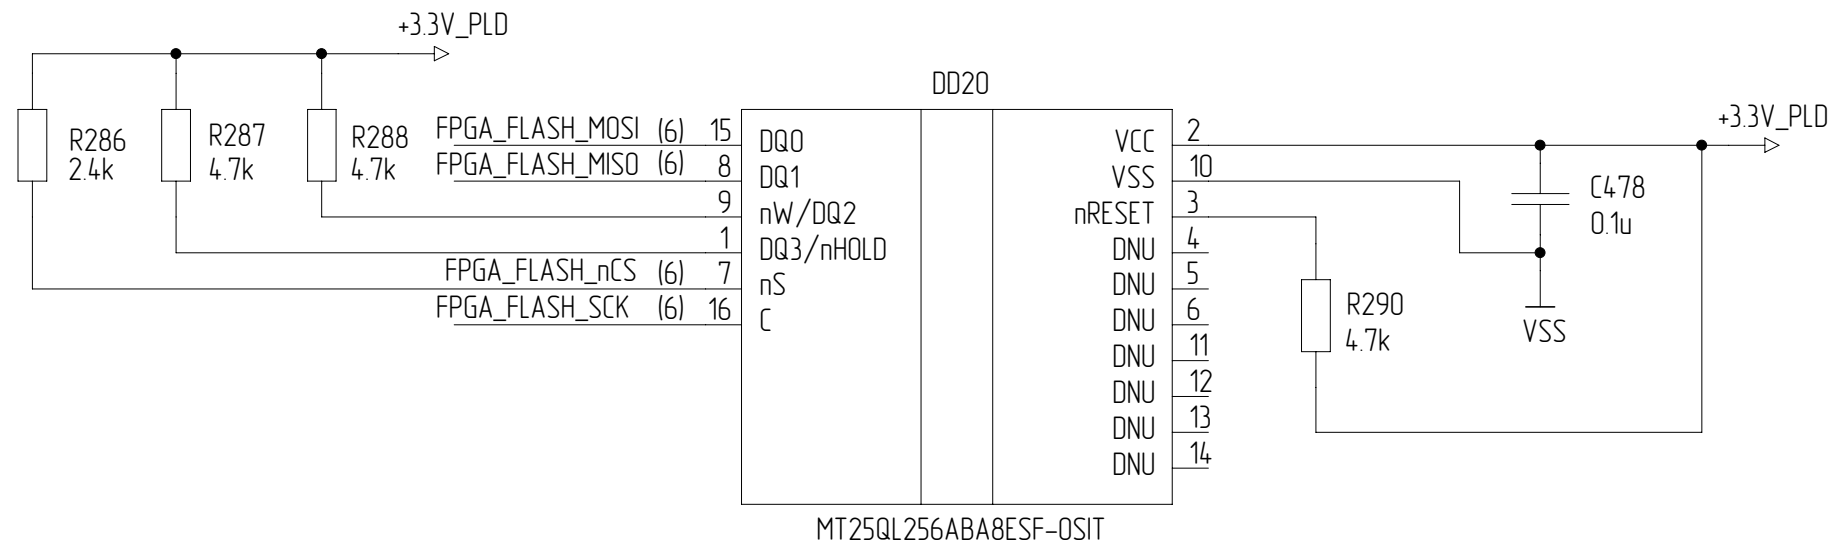 +3.3V_PLD
R286
2.4k
R287
4.7k
R288
4.7k
DD20
FPGA_FLASH_MOSI (6) 15 DQ0
FPGA_FLASH_MISO (6) 8 DQ1
9 nW/DQ2
1 DQ3/nHOLD
FPGA_FLASH_nCS (6) 7 nS
FPGA_FLASH_SCK (6) 16 C
VCC 2
VSS 10
nRESET 3
DNU 4
DNU 5
DNU 6
DNU 11
DNU 12
DNU 13
DNU 14
MT25QL256ABA8ESF-0SIT
+3.3V_PLD
C478
0.1u
VSS
R290
4.7k